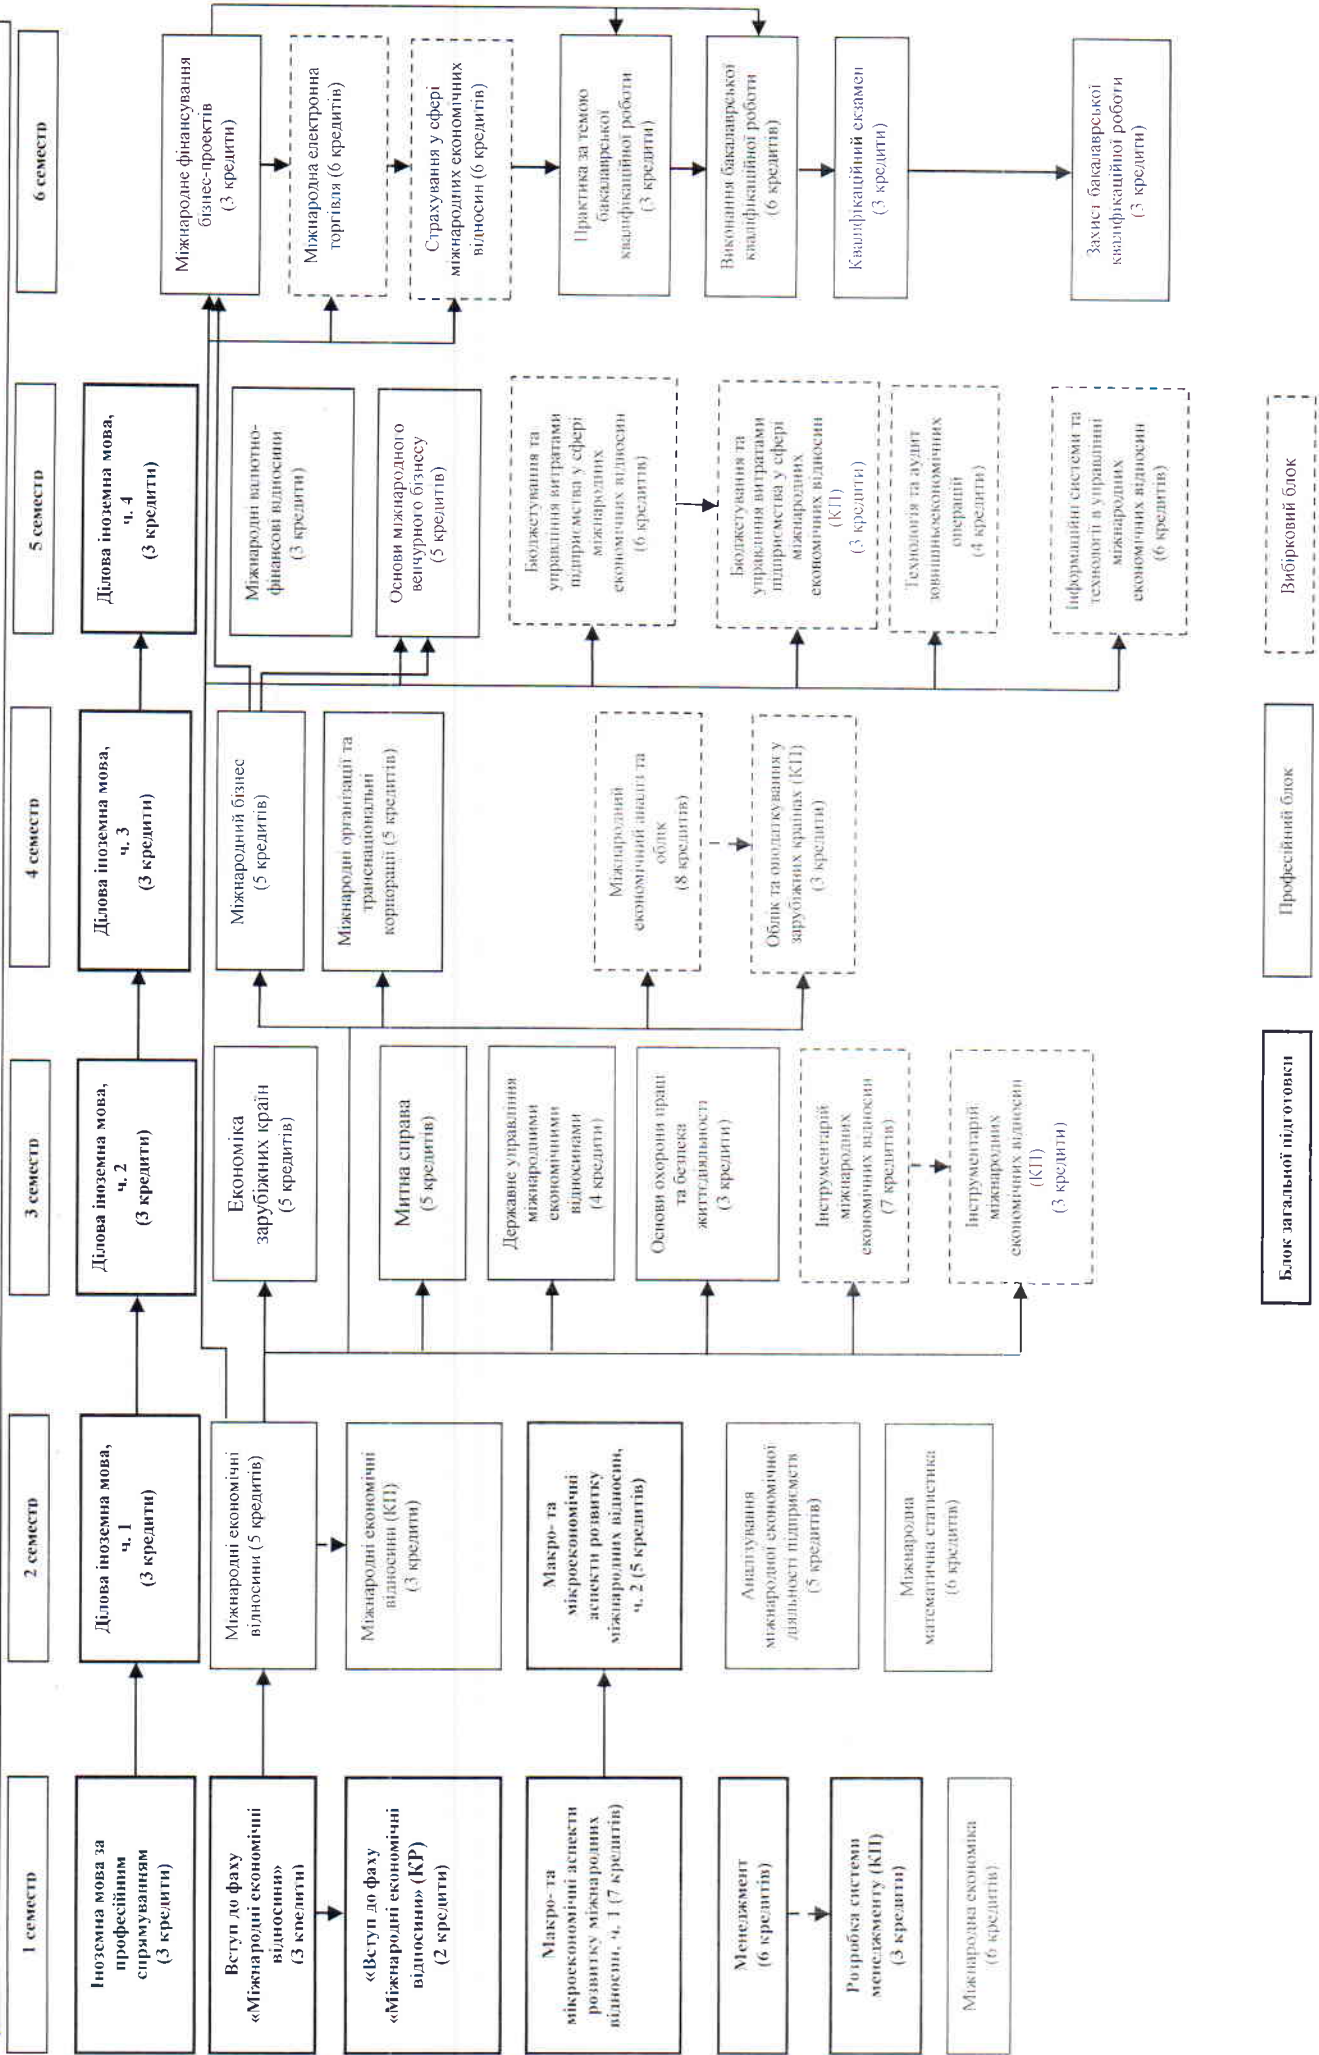 1 семестр
Іноземна мова за
професійним
спрямуванням
(3 кредити)
Вступ до фаху
«Міжнародні економічні
відносини»
(3 кредити)
«Вступ до фаху
«Міжнародні економічні
відносини» (КР)
(2 кредити)
Макро- та
мікроекономічні аспекти
розвитку міжнародних
відносин, ч. 1 (7 кредитів)
Менеджмент
(6 кредитів)
Розробка системи
менеджменту (КП)
(3 кредити)
Міжнародна економіка
(6 кредитів)
2 семестр
Ділова іноземна мова,
ч. 1
(3 кредити)
Міжнародні економічні
відносини (5 кредитів)
Міжнародні економічні
відносини (КП)
(3 кредити)
Макро- та
мікроекономічні
аспекти розвитку
міжнародних відносин,
ч. 2 (5 кредитів)
Аналізування
міжнародної економічної
діяльності підприємств
(5 кредитів)
Міжнародна
математична статистика
(6 кредитів)
3 семестр
Ділова іноземна мова,
ч. 2
(3 кредити)
Економіка
зарубіжних країн
(5 кредитів)
Митна справа
(5 кредитів)
Державне управління
міжнародними
економічними
відносинами
(4 кредити)
Основи охорони праці
та безпека
життєдіяльності
(3 кредити)
Інструментарій
міжнародних
економічних відносин
(7 кредитів)
Інструментарій
міжнародних
економічних відносин
(КП)
(3 кредити)
4 семестр
Ділова іноземна мова,
ч. 3
(3 кредити)
Міжнародний бізнес
(5 кредитів)
Міжнародні організації та
транснаціональні
корпорації (5 кредитів)
Міжнародний
економічний аналіз та
облік
(8 кредитів)
Облік та оподаткування у
зарубіжних країнах (КП)
(3 кредити)
5 семестр
Ділова іноземна мова,
ч. 4
(3 кредити)
Міжнародні валютно-
фінансові відносини
(3 кредити)
Основи міжнародного
венчурного бізнесу
(5 кредитів)
Бюджетування та
управління витратами
підприємства у сфері
міжнародних
економічних відносин
(6 кредитів)
Бюджетування та
управління витратами
підприємства у сфері
міжнародних
економічних відносин
(КП)
(3 кредити)
Технологія та аудит
зовнішньоекономічних
операцій
(4 кредити)
Інформаційні системи та
технології в управлінні
міжнародних
економічних відносин
(6 кредитів)
6 семестр
Міжнародне фінансування
бізнес-проектів
(3 кредити)
Міжнародна електронна
торгівля (6 кредитів)
Страхування у сфері
міжнародних економічних
відносин (6 кредитів)
Практика за темою
бакалаврської
кваліфікаційної роботи
(3 кредити)
Виконання бакалаврської
кваліфікаційної роботи
(6 кредитів)
Кваліфікаційний екзамен
(3 кредити)
Захист бакалаврської
кваліфікаційної роботи
(3 кредити)
Блок загальної підготовки
Професійний блок
Вибірковий блок